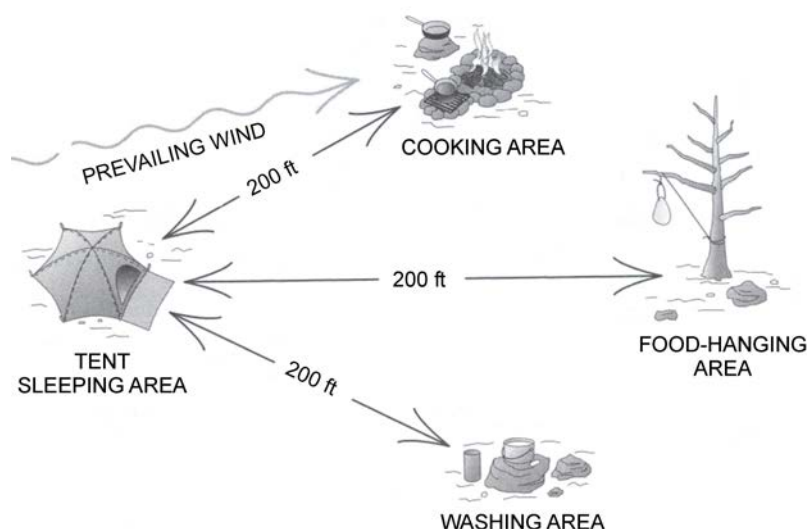 PREVAILING WIND
200 ft
COOKING AREA
200 ft
TENT
SLEEPING AREA
FOOD-HANGING
AREA
200 ft
WASHING AREA